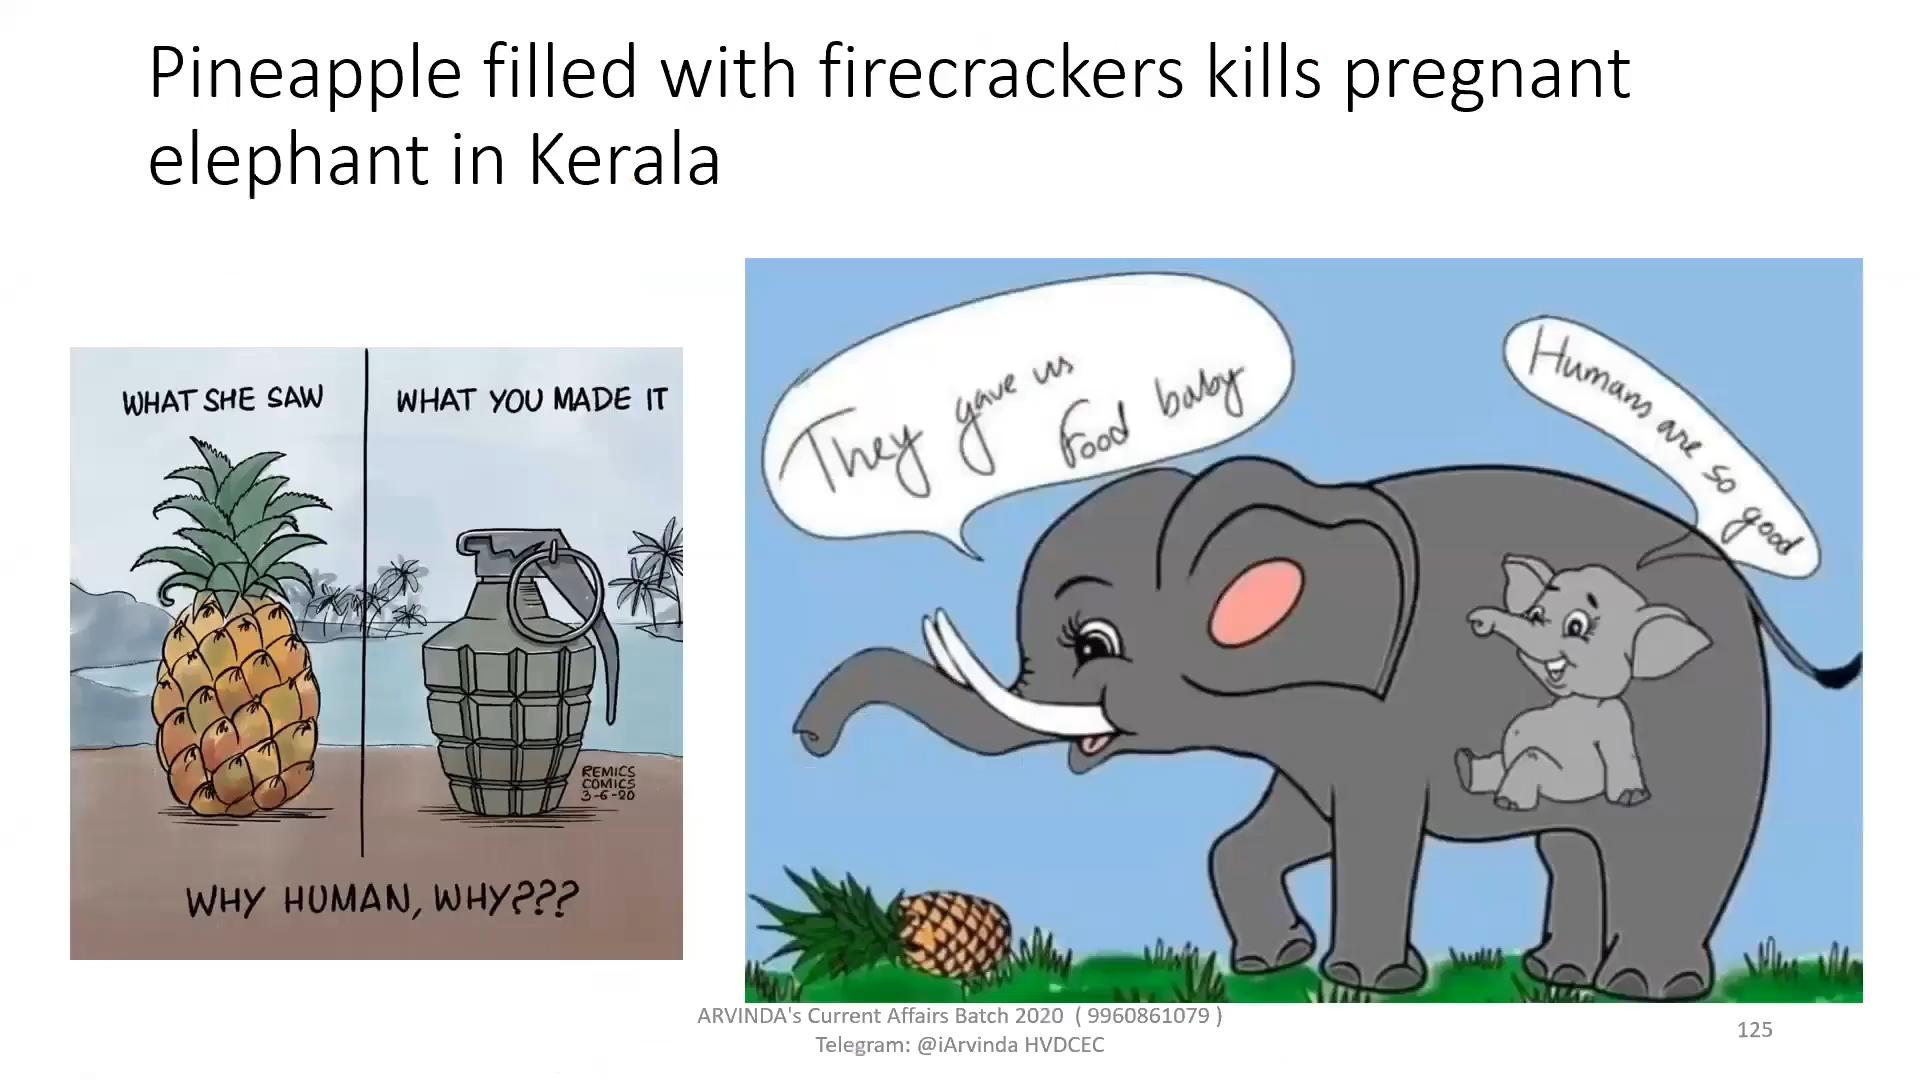 Pineapple filled with firecrackers kills pregnant
elephant in Kerala
WHAT SHE SAW
WHAT YOU MADE IT
REMICS
COMICS
3-6-20
WHY HUMAN, WHY???
They gave us
Food baby
Humans are so good
ARVINDA's Current Affairs Batch 2020 ( 9960861079 )
Telegram: @iArvinda HVDCEC
125